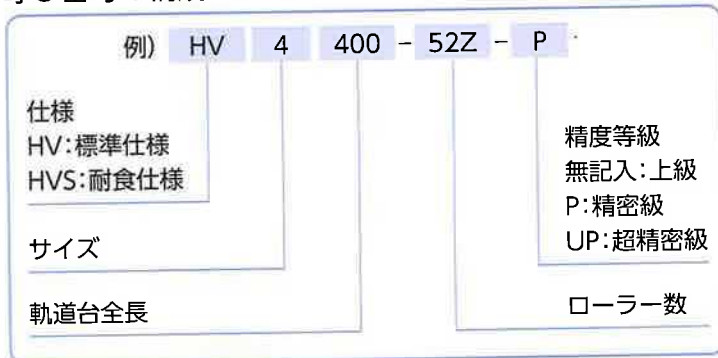 例) HV 4 400 - 52Z - P
仕様
HV:標準仕様
HVS:耐食仕様
サイズ
軌道台全長
精度等級
無記入:上級
P:精密級
UP:超精密級
ローラー数